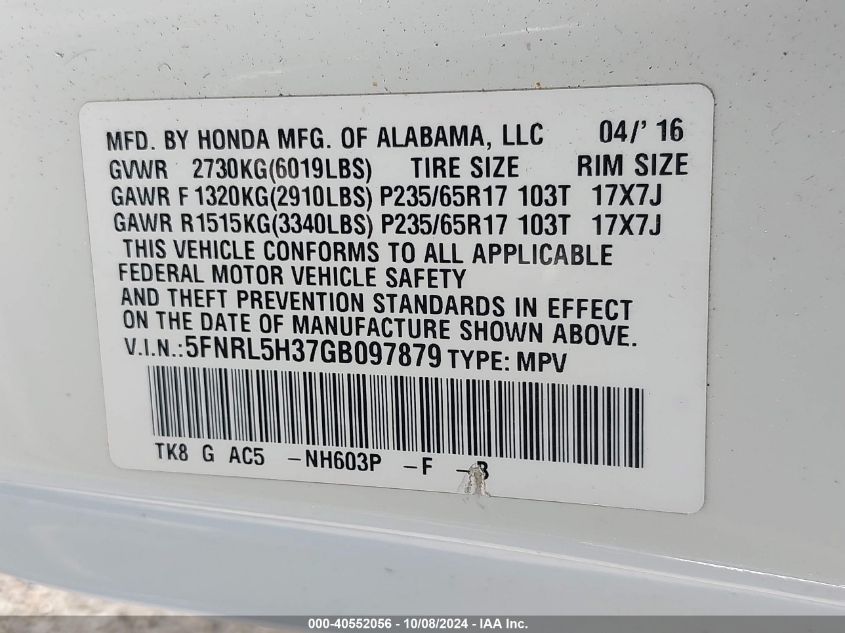 MFD. BY HONDA MFG. OF ALABAMA, LLC 04/' 16
GVWR 2730KG(6019LBS) TIRE SIZE RIM SIZE
GAWR F 1320KG(2910LBS) P235/65R17 103T 17X7J
GAWR R1515KG(3340LBS) P235/65R17 103T 17X7J
THIS VEHICLE CONFORMS TO ALL APPLICABLE
FEDERAL MOTOR VEHICLE SAFETY
AND THEFT PREVENTION STANDARDS IN EFFECT
ON THE DATE OF MANUFACTURE SHOWN ABOVE.
V.I.N.:5FNRL5H37GB097879 TYPE: MPV
TK8 G AC5 -NH603P -F -
000-40552056 - 10/08/2024 - IAA Inc.